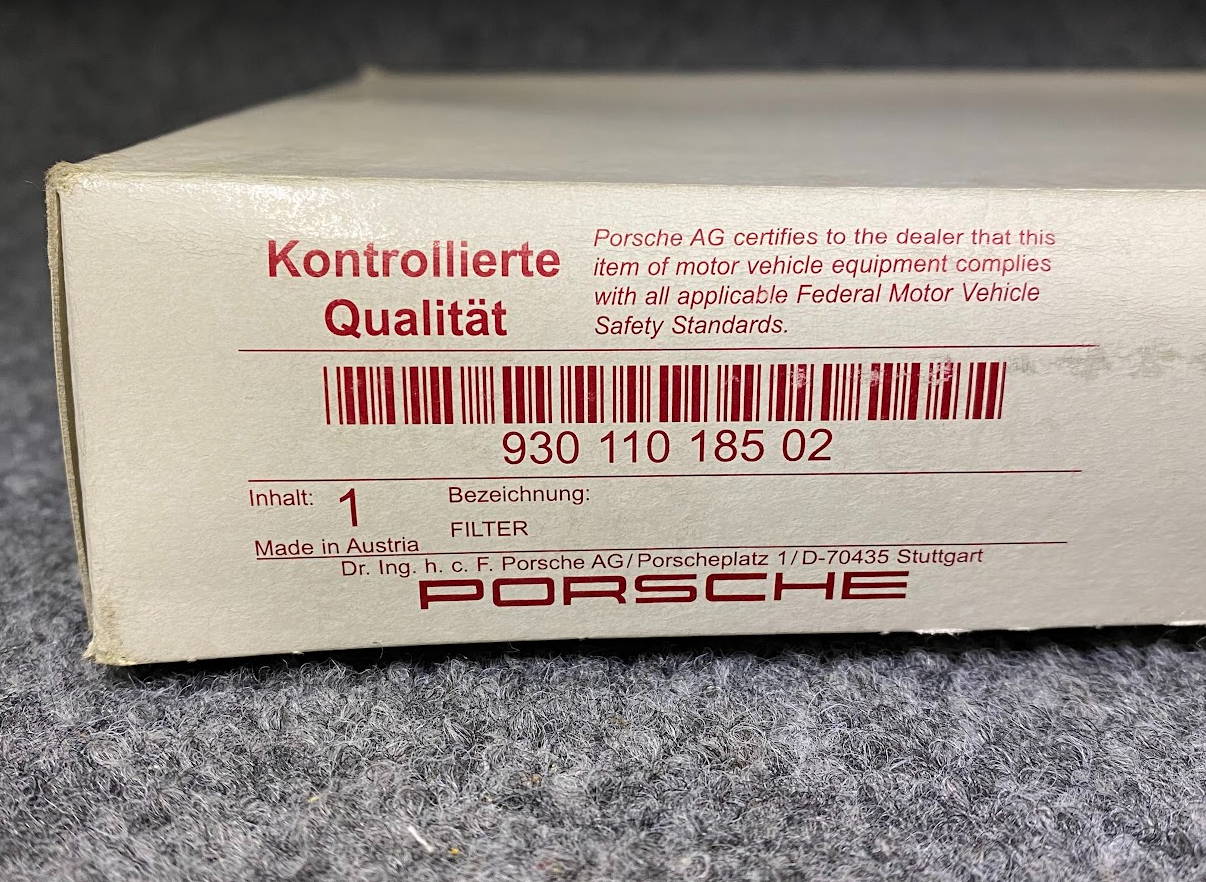 Kontrollierte
Qualität
Porsche AG certifies to the dealer that this
item of motor vehicle equipment complies
with all applicable Federal Motor Vehicle
Safety Standards.
930 110 185 02
Inhalt: 1
Bezeichnung:
FILTER
Made in Austria
Dr. Ing. h. c. F. Porsche AG/Porscheplatz 1/D-70435 Stuttgart
PORSCHE